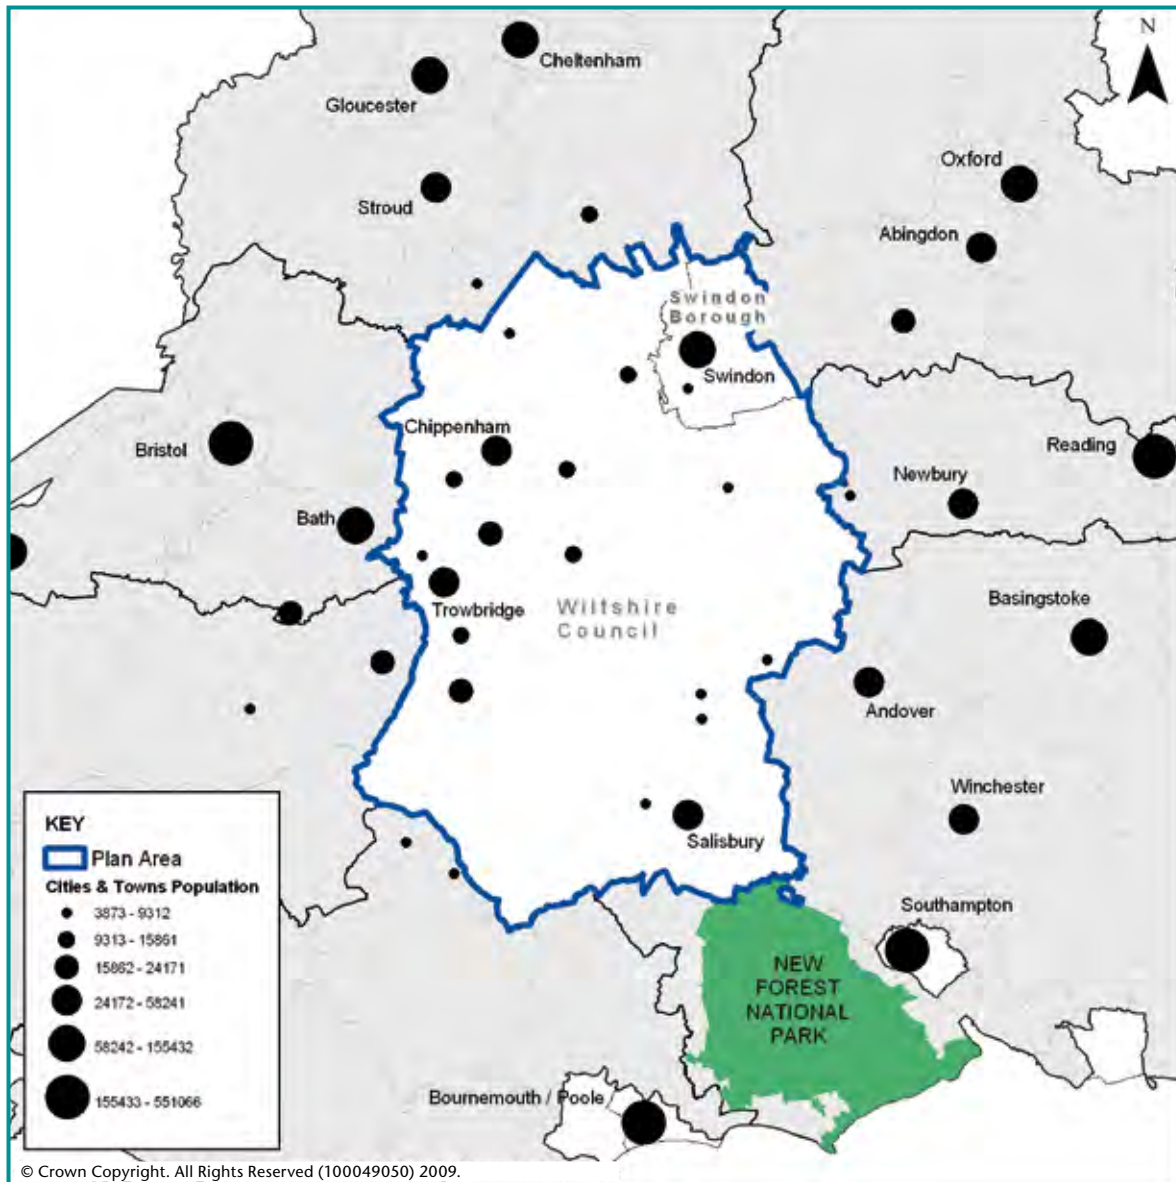 N
Cheltenham
Gloucester
Oxford
Stroud
Abingdon
Swindon
Borough
Swindon
Chippenham
Bristol
Reading
Newbury
Bath
Trowbridge
Wiltshire
Council
Basingstoke
Andover
Winchester
Salisbury
Southampton
NEW
FOREST
NATIONAL
PARK
Bournemouth / Poole
KEY
Plan Area
Cities & Towns Population
3873 - 9312
9313 - 15861
15862 - 24171
24172 - 58241
58242 - 155432
155433 - 551066
© Crown Copyright. All Rights Reserved (100049050) 2009.